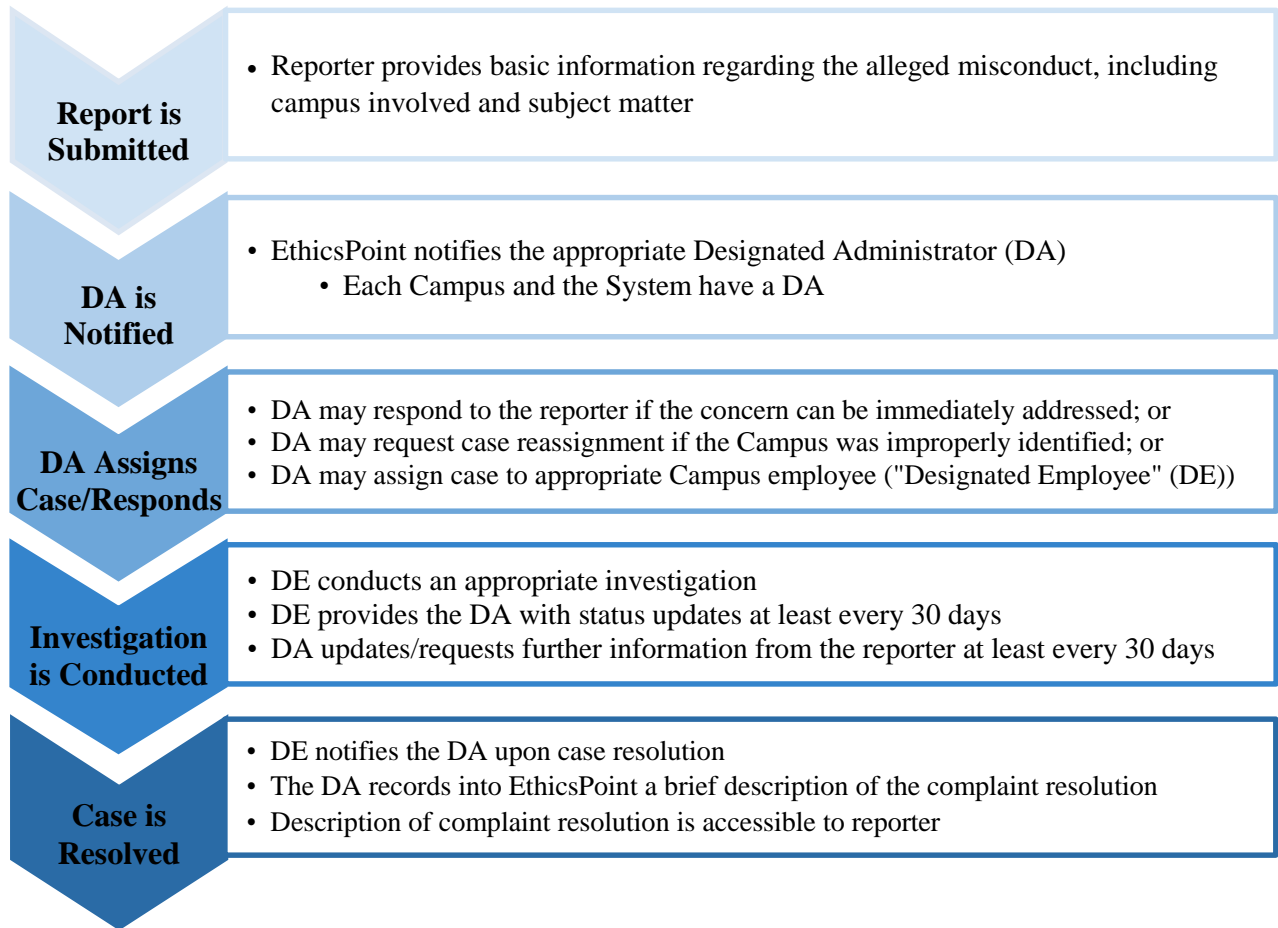 Report is
Submitted
• Reporter provides basic information regarding the alleged misconduct, including
campus involved and subject matter
DA is
Notified
• EthicsPoint notifies the appropriate Designated Administrator (DA)
• Each Campus and the System have a DA
DA Assigns
Case/Responds
• DA may respond to the reporter if the concern can be immediately addressed; or
• DA may request case reassignment if the Campus was improperly identified; or
• DA may assign case to appropriate Campus employee ("Designated Employee" (DE))
Investigation
is Conducted
• DE conducts an appropriate investigation
• DE provides the DA with status updates at least every 30 days
• DA updates/requests further information from the reporter at least every 30 days
Case is
Resolved
• DE notifies the DA upon case resolution
• The DA records into EthicsPoint a brief description of the complaint resolution
• Description of complaint resolution is accessible to reporter